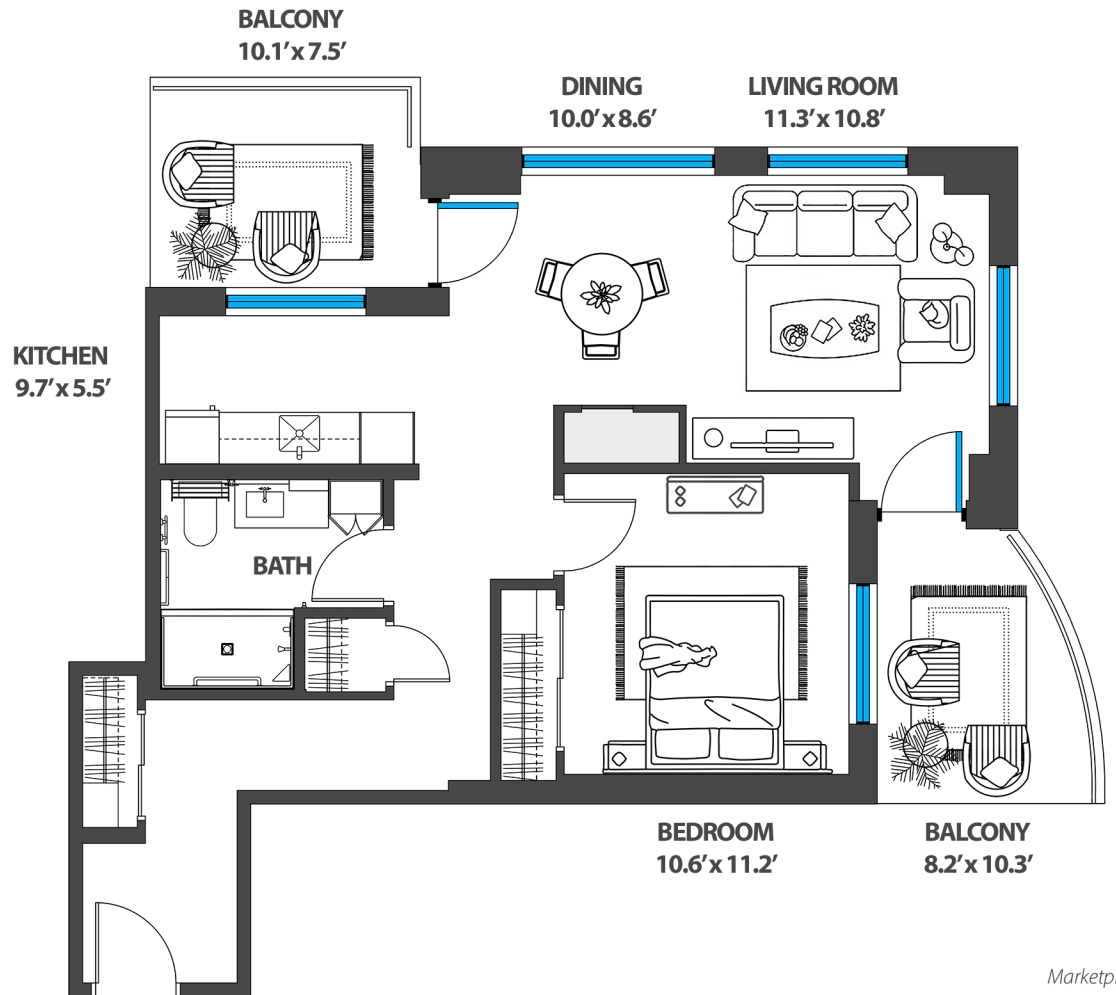 BALCONY
10.1' x 7.5'
DINING
10.0' x 8.6'
LIVING ROOM
11.3' x 10.8'
KITCHEN
9.7' x 5.5'
BATH
BEDROOM
10.6' x 11.2'
BALCONY
8.2' x 10.3'
Marketp